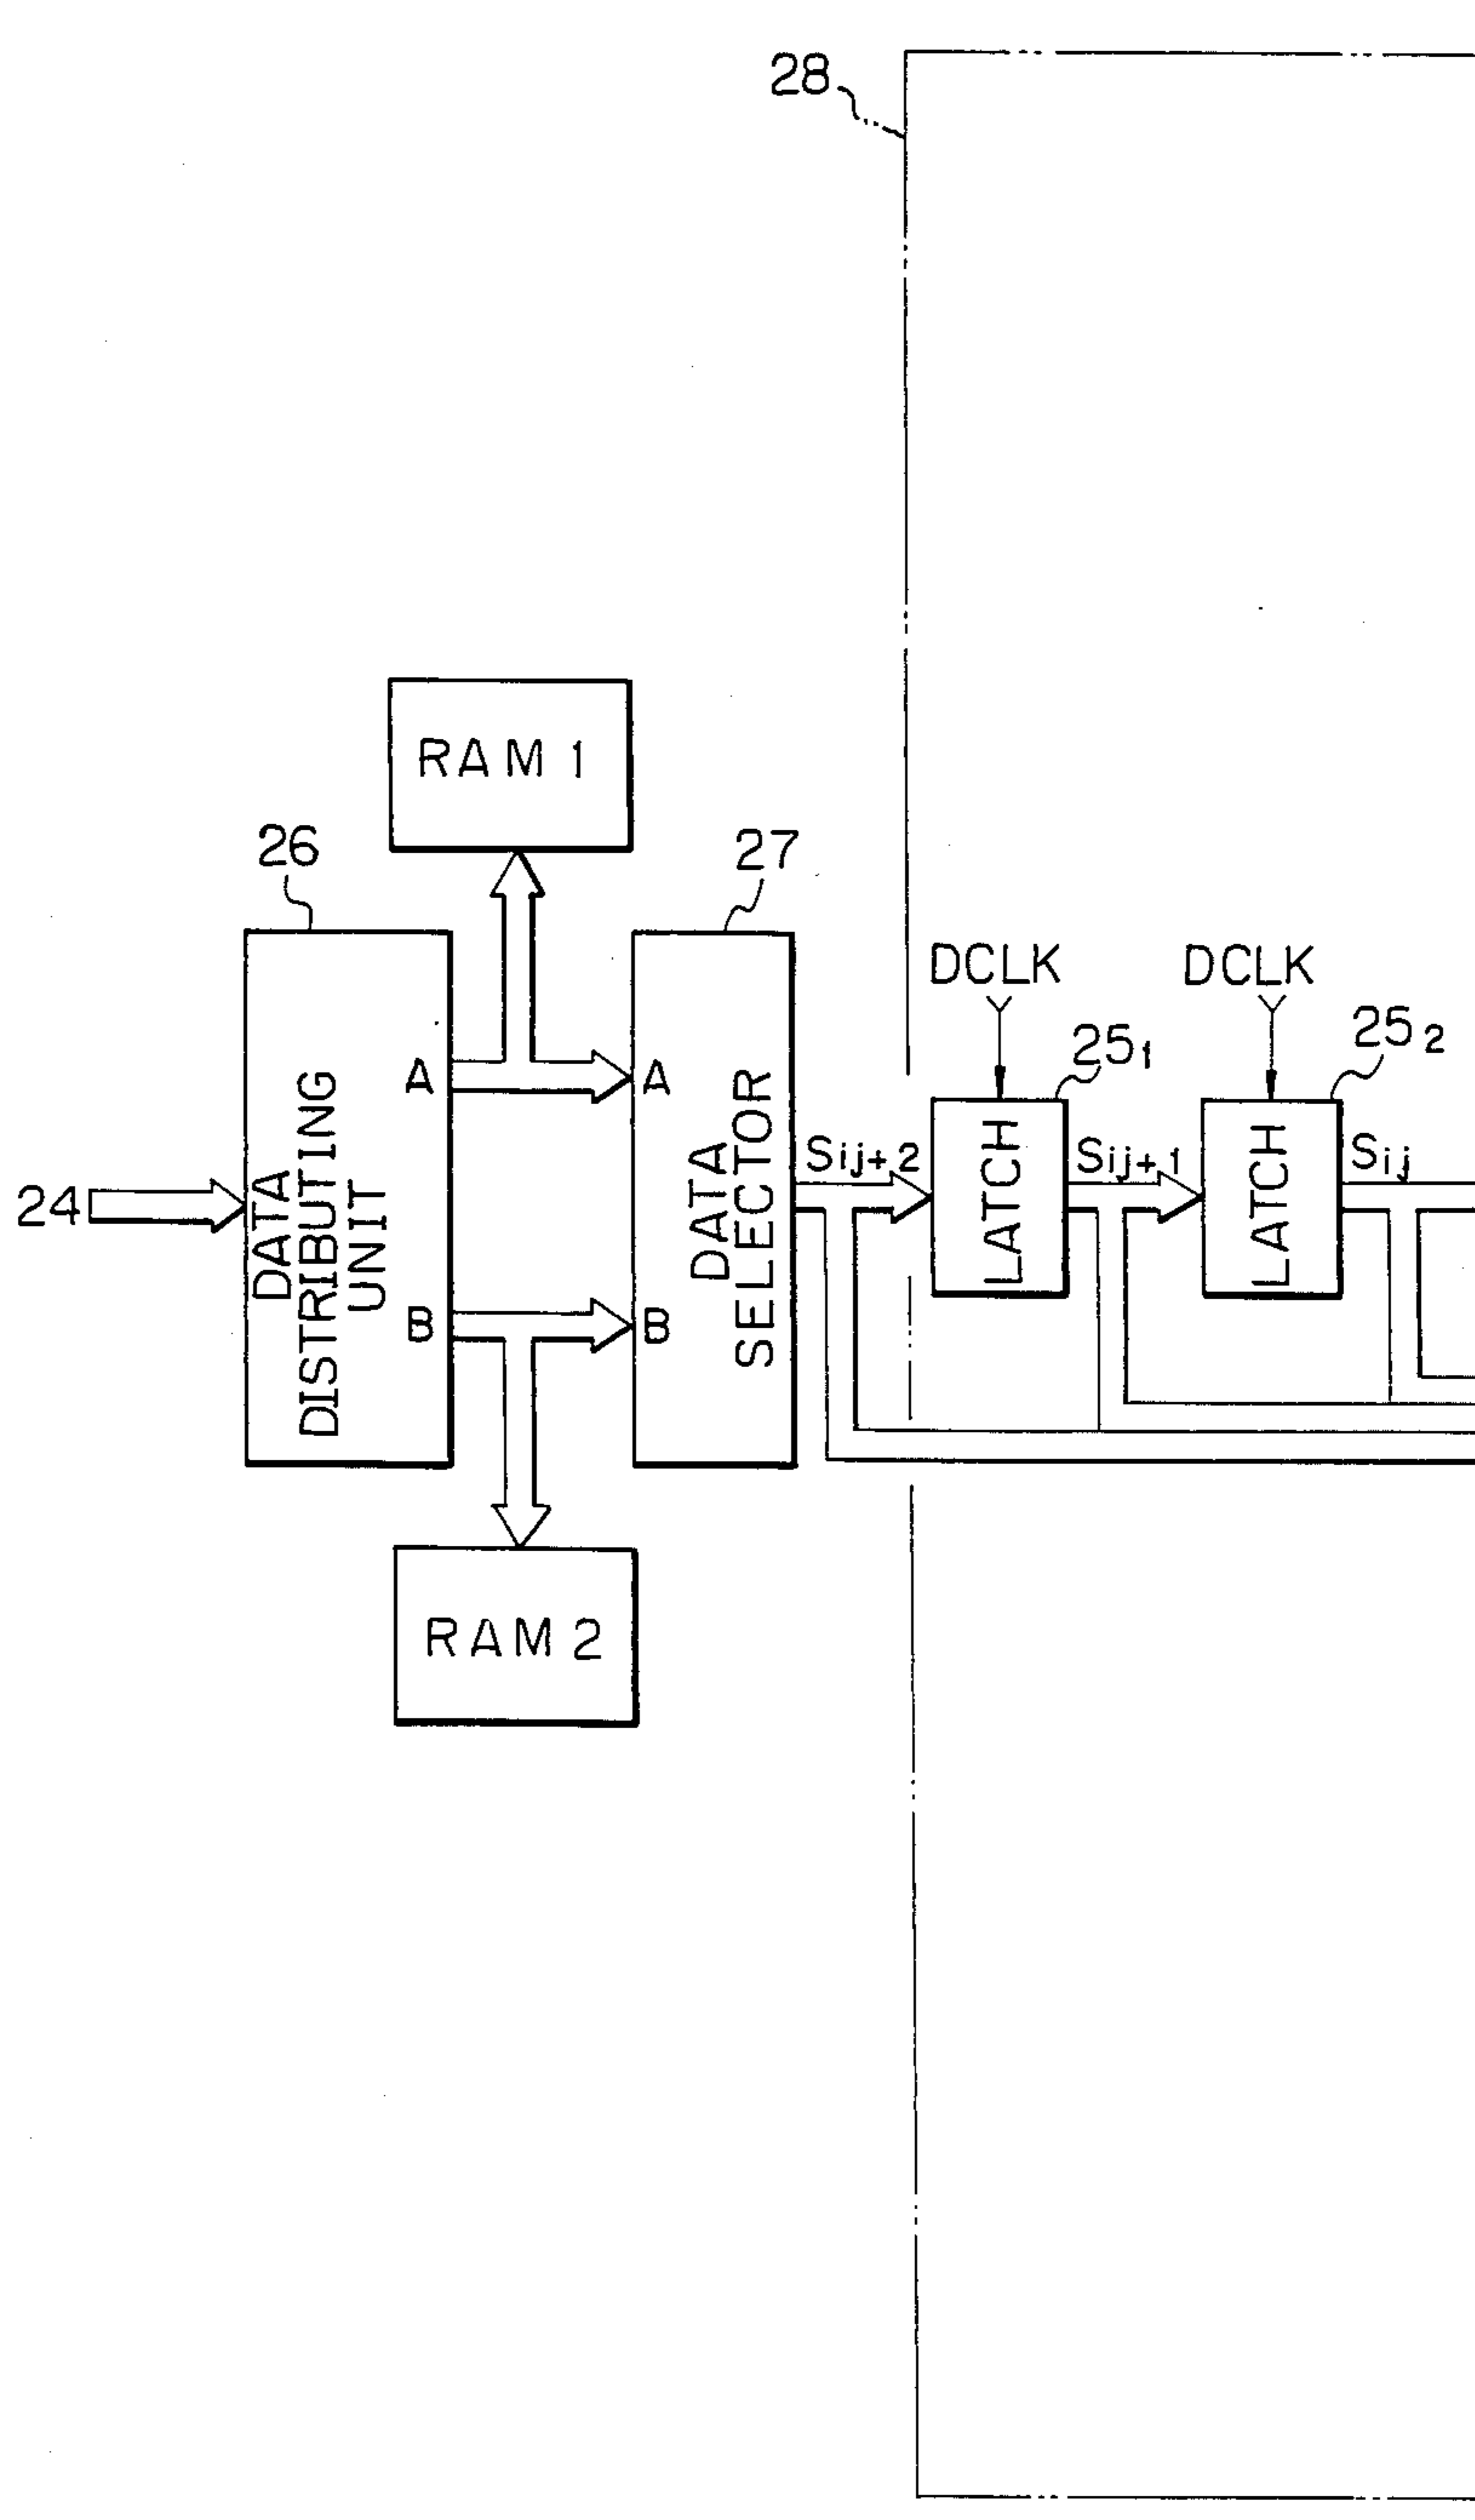 28
RAM 1
26
27
DCLK
DCLK
25₁
25₂
A
A
Sij+2
Sij+1
Sij
LATCH
LATCH
24
DATA
DISTRIBUTING
UNIT
DATA
SELECTOR
B
B
RAM 2